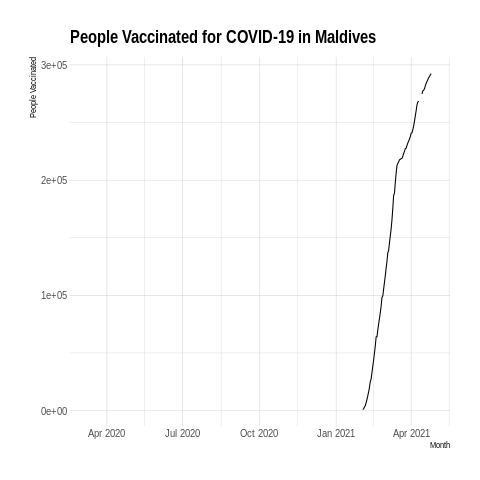 People Vaccinated for COVID-19 in Maldives
People Vaccinated
3e+05
2e+05
1e+05
0e+00
Apr 2020 Jul 2020 Oct 2020 Jan 2021 Apr 2021
Month